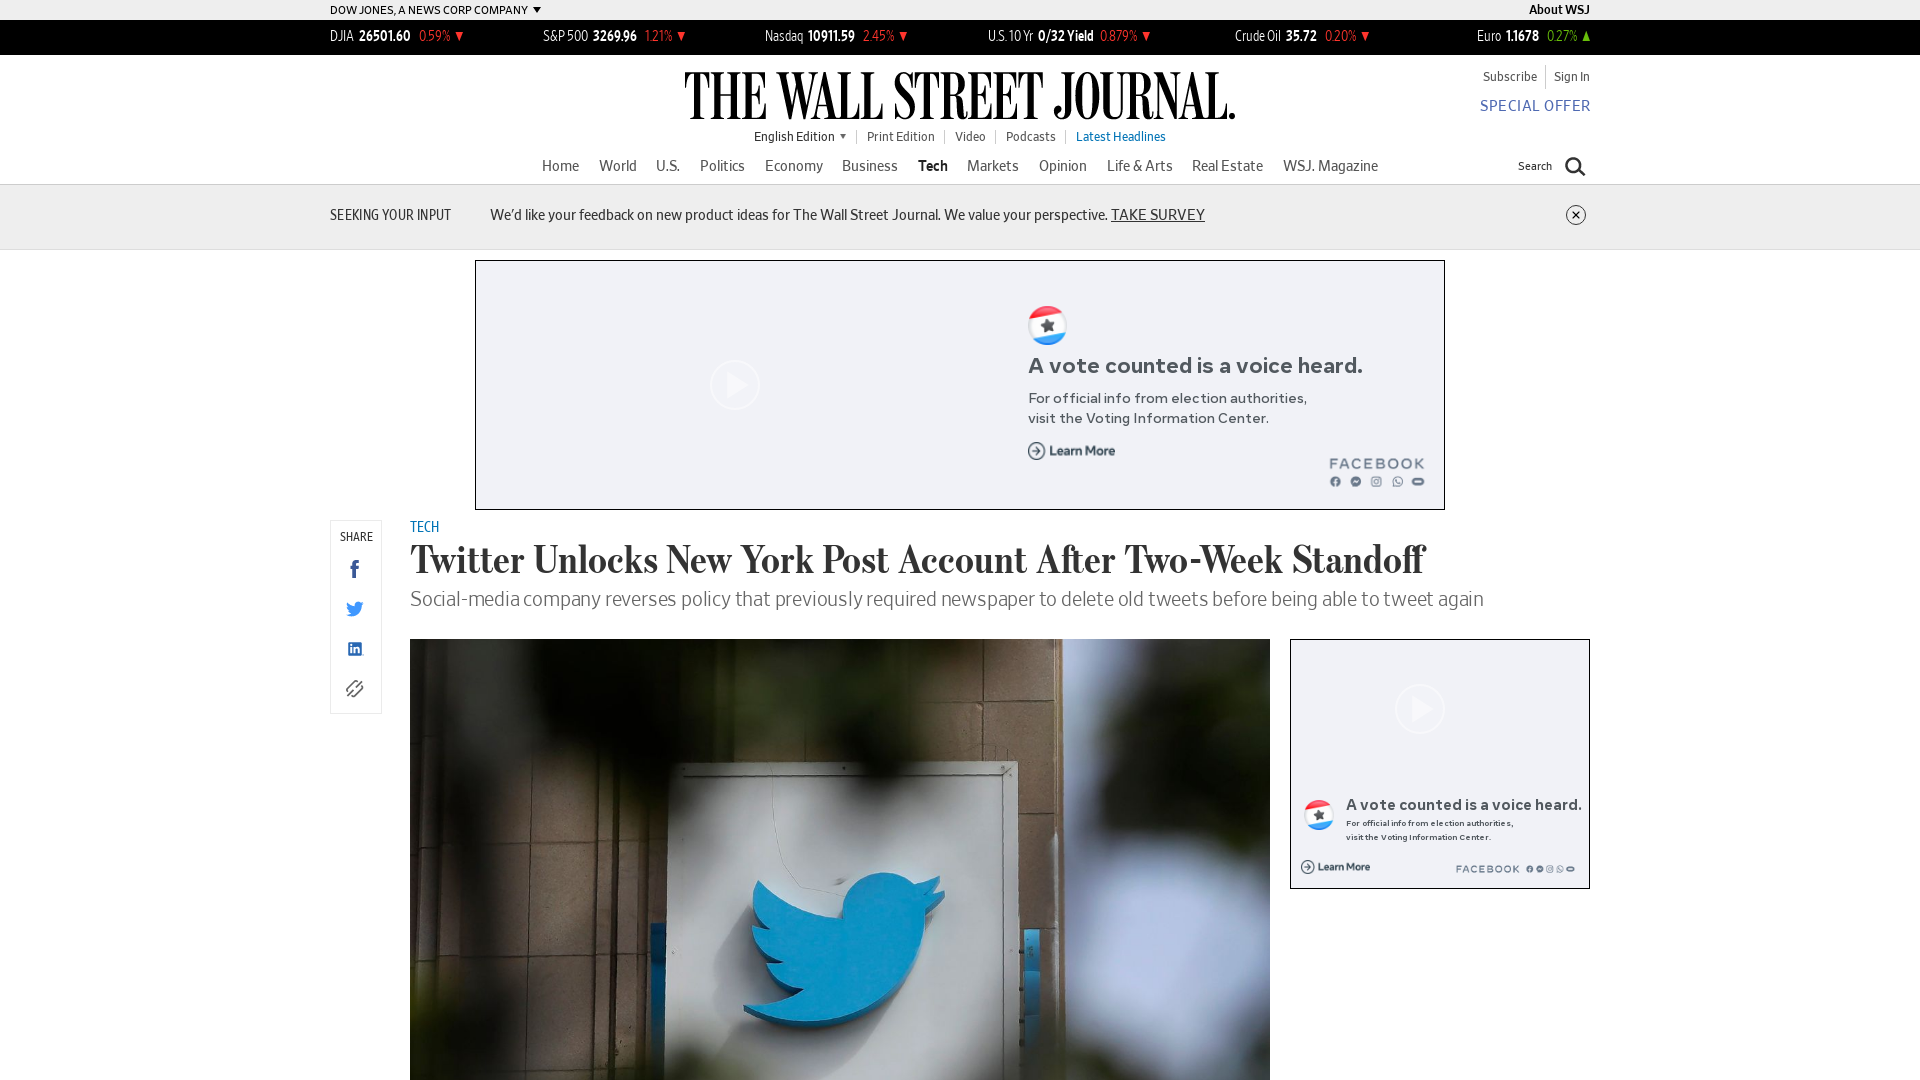 DOW JONES, A NEWS CORP COMPANY
About WSJ
DJIA 26501.60 0.59%
S&P 500 3269.96 1.21%
Nasdaq 10911.59 2.45%
U.S. 10 Yr 0/32 Yield 0.879%
Crude Oil 35.72 0.20%
Euro 1.1678 0.27%
THE WALL STREET JOURNAL.
Subscribe
Sign In
SPECIAL OFFER
English Edition
Print Edition
Video
Podcasts
Latest Headlines
Home
World
U.S.
Politics
Economy
Business
Tech
Markets
Opinion
Life & Arts
Real Estate
WSJ. Magazine
Search
SEEKING YOUR INPUT
We’d like your feedback on new product ideas for The Wall Street Journal. We value your perspective. TAKE SURVEY
A vote counted is a voice heard.
For official info from election authorities,
visit the Voting Information Center.
Learn More
FACEBOOK
SHARE
TECH
Twitter Unlocks New York Post Account After Two-Week Standoff
Social-media company reverses policy that previously required newspaper to delete old tweets before being able to tweet again
A vote counted is a voice heard.
For official info from election authorities,
visit the Voting Information Center.
Learn More
FACEBOOK